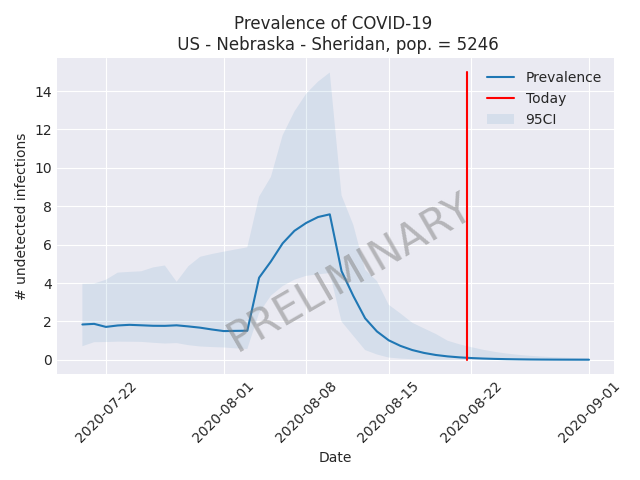 Prevalence of COVID-19
US - Nebraska - Sheridan, pop. = 5246
# undetected infections
14
12
10
8
6
4
2
0
Prevalence
Today
95CI
PRELIMINARY
2020-07-22
2020-08-01
2020-08-08
2020-08-15
2020-08-22
2020-09-01
Date